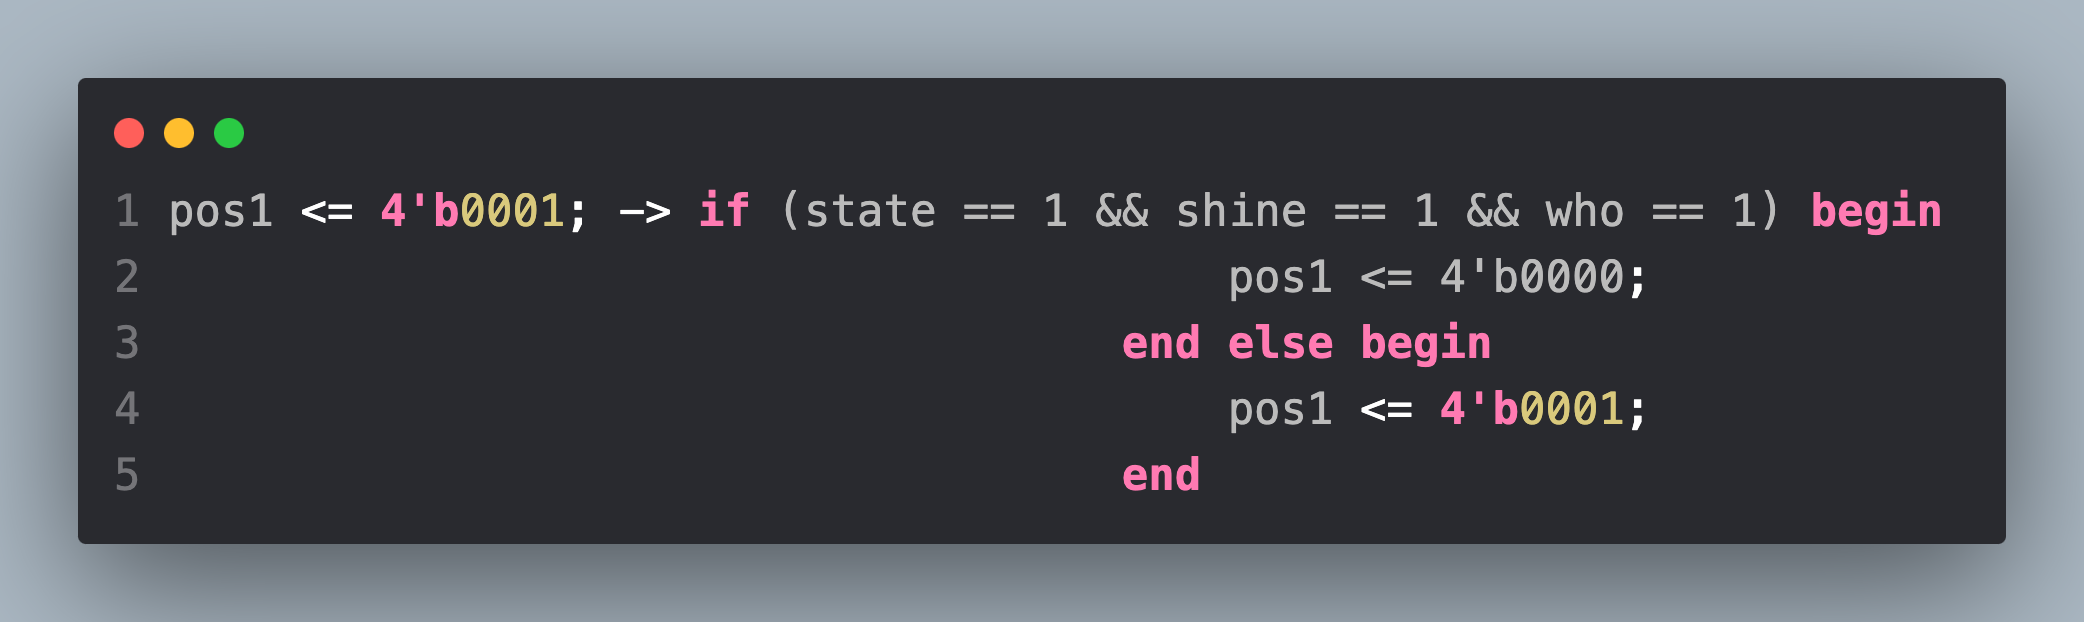 1 pos1 <= 4'b0001; -> if (state == 1 && shine == 1 && who == 1) begin
2                                         pos1 <= 4'b0000;
3                                     end else begin
4                                         pos1 <= 4'b0001;
5                                     end